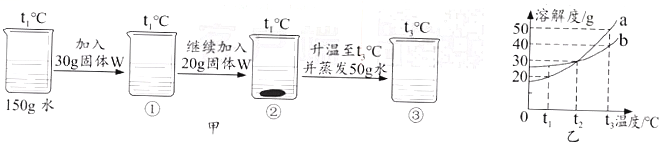 t₁℃
t₁℃
t₁℃
t₃℃
加入
30g固体W
继续加入
20g固体W
升温至t₃℃
并蒸发50g水
150g 水
①
②
③
甲
溶解度/g
a
b
50
40
30
20
0
t₁
t₂
t₃温度/℃
乙